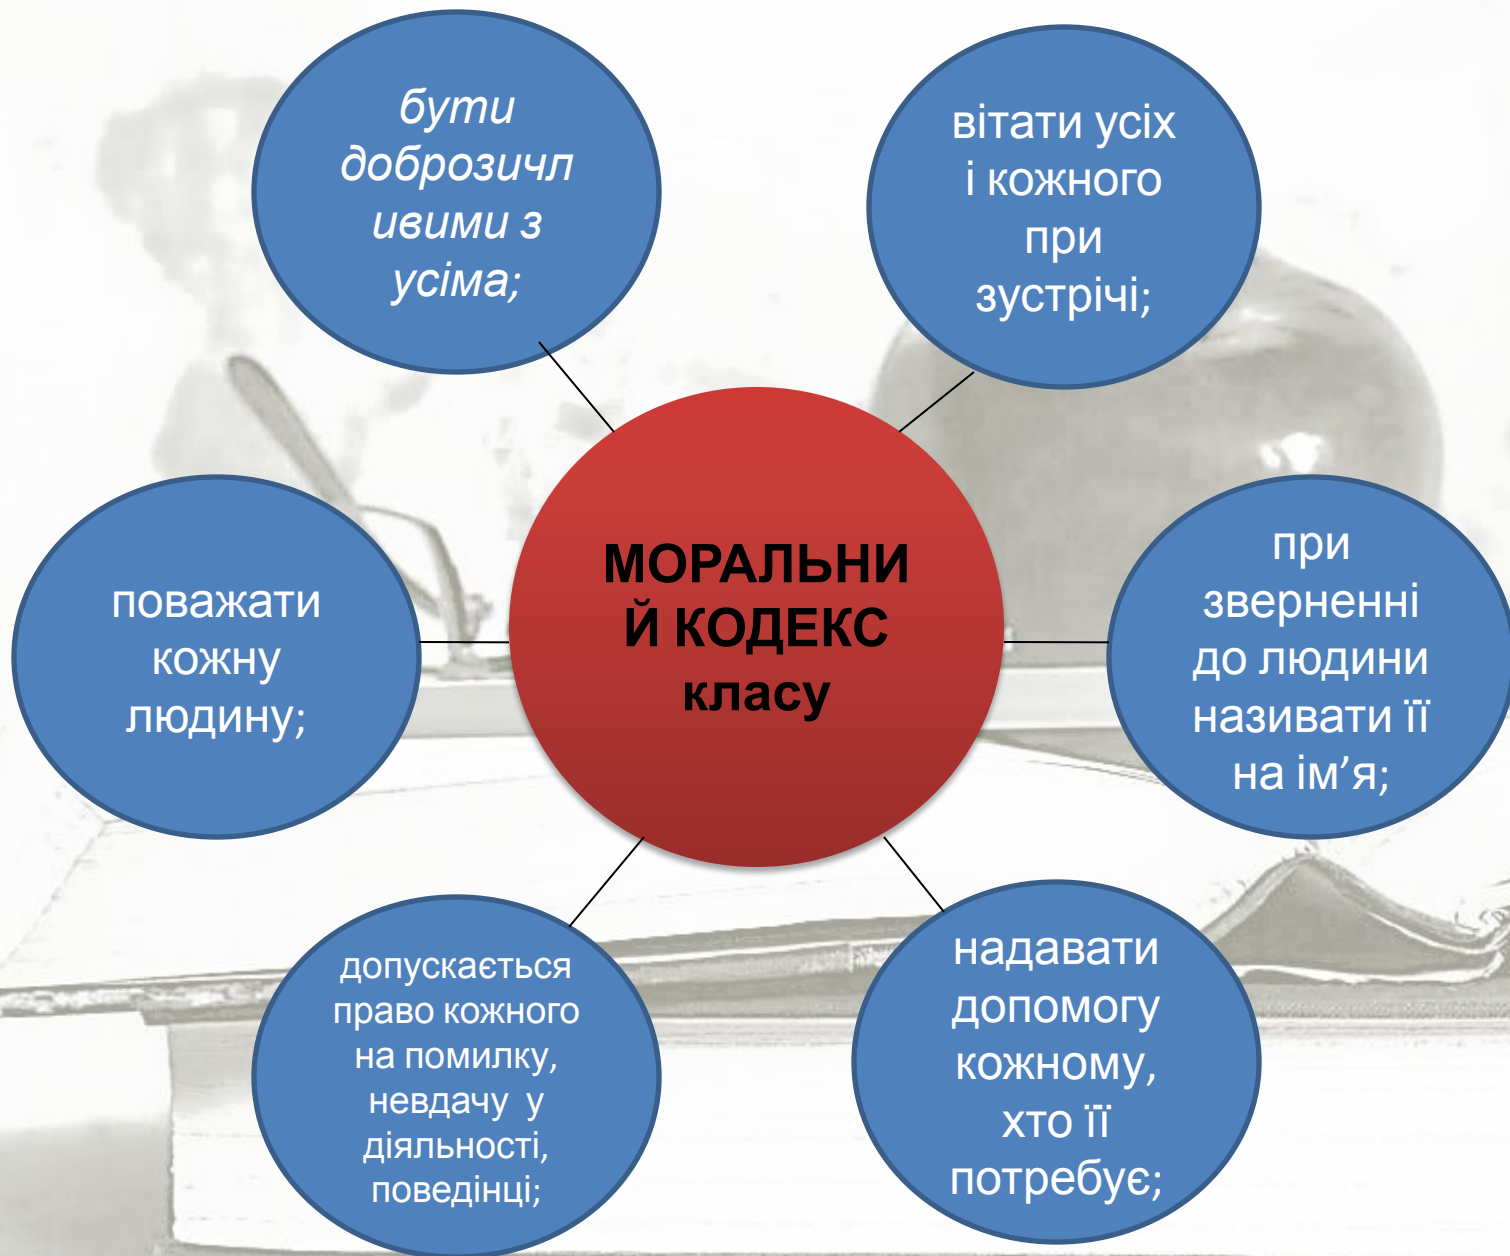 бути
доброзичл
ивими з
усіма;
вітати усіх
і кожного
при
зустрічі;
поважати
кожну
людину;
МОРАЛЬНИ
Й КОДЕКС
класу
при
зверненні
до людини
називати її
на ім’я;
допускається
право кожного
на помилку,
невдачу у
діяльності,
поведінці;
надавати
допомогу
кожному,
хто її
потребує;